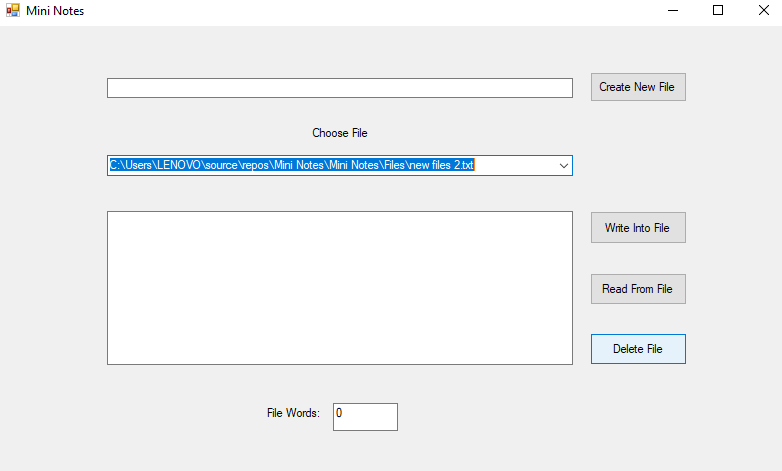 Mini Notes
Create New File
Choose File
C:\Users\LENOVO\source\repos\Mini Notes\Mini Notes\Files\new files 2.txt
Write Into File
Read From File
Delete File
File Words: 0